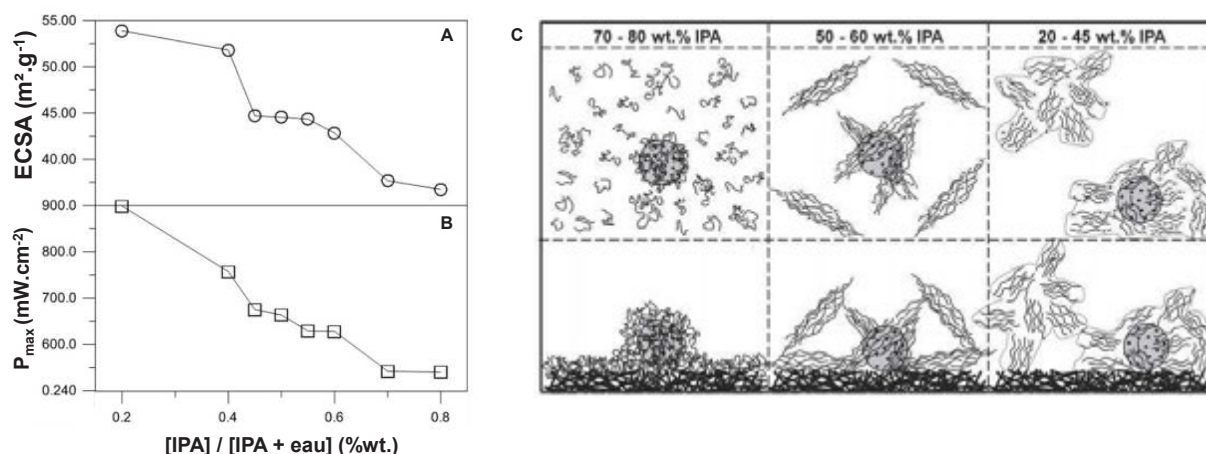 A
ECSA (m².g⁻¹)
55.00
50.00
45.00
40.00
B
Pmax (mW.cm⁻²)
900.0
800.0
700.0
600.0
0.240
0.2
0.4
0.6
0.8
[IPA] / [IPA + eau] (%wt.)
C
70 - 80 wt.% IPA
50 - 60 wt.% IPA
20 - 45 wt.% IPA